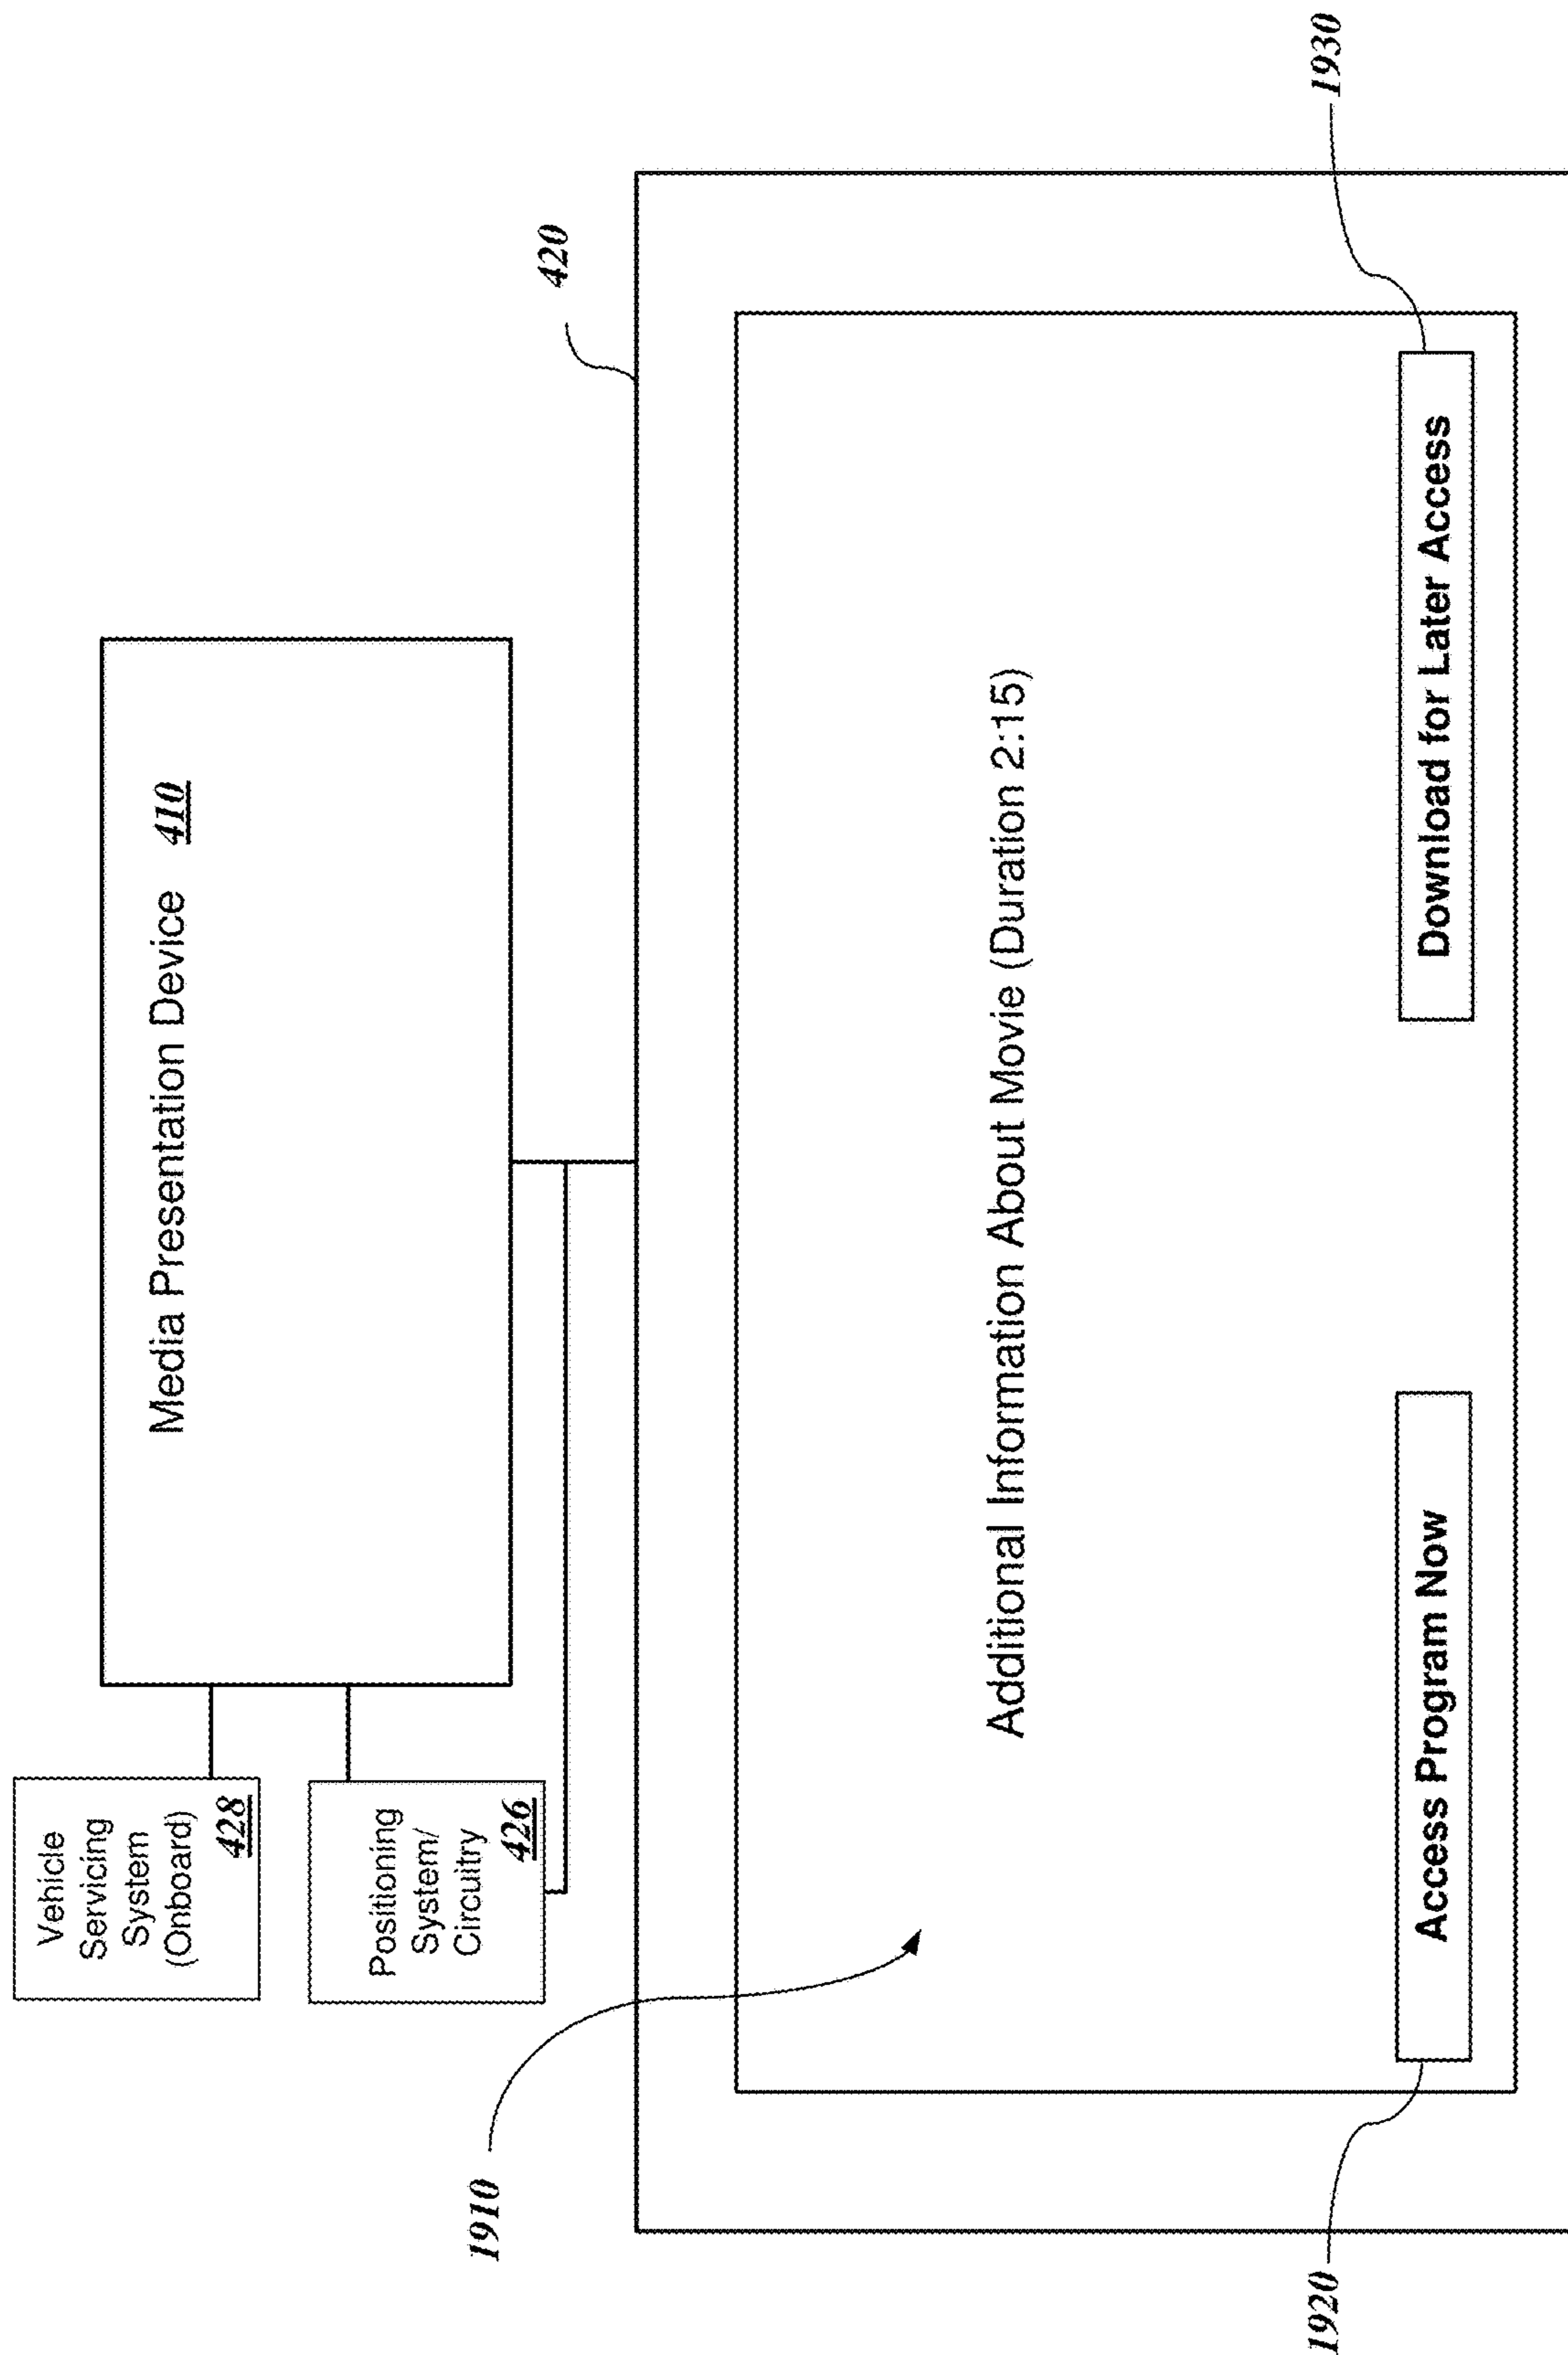 Vehicle
Servicing
System
(Onboard)
428
Media Presentation Device 410
Positioning
System/
Circuitry
426
420
1910
Additional Information About Movie (Duration 2:15)
1920
Access Program Now
Download for Later Access
1930